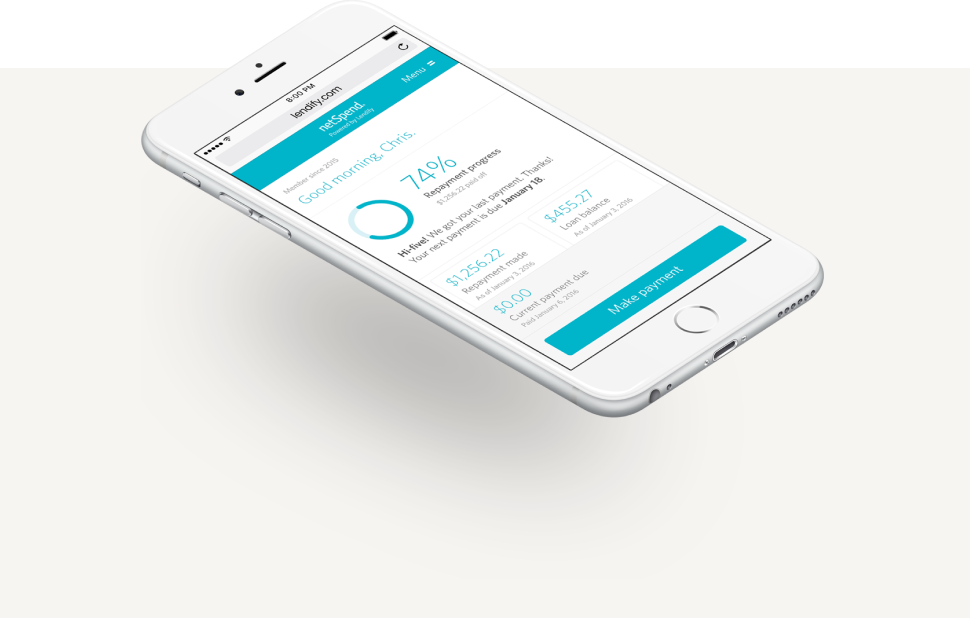 8:00 PM
lendify.com
netSpend.
Powered by Lendify
Menu
Member since 2015
Good morning, Chris.
74%
Repayment progress
$1,256.22 paid off
Hi-five! We got your last payment. Thanks!
Your next payment is due January 18.
$1,256.22
Repayment made
As of January 3, 2016
$455.27
Loan balance
As of January 3, 2016
$0.00
Current payment due
Paid January 6, 2016
Make payment